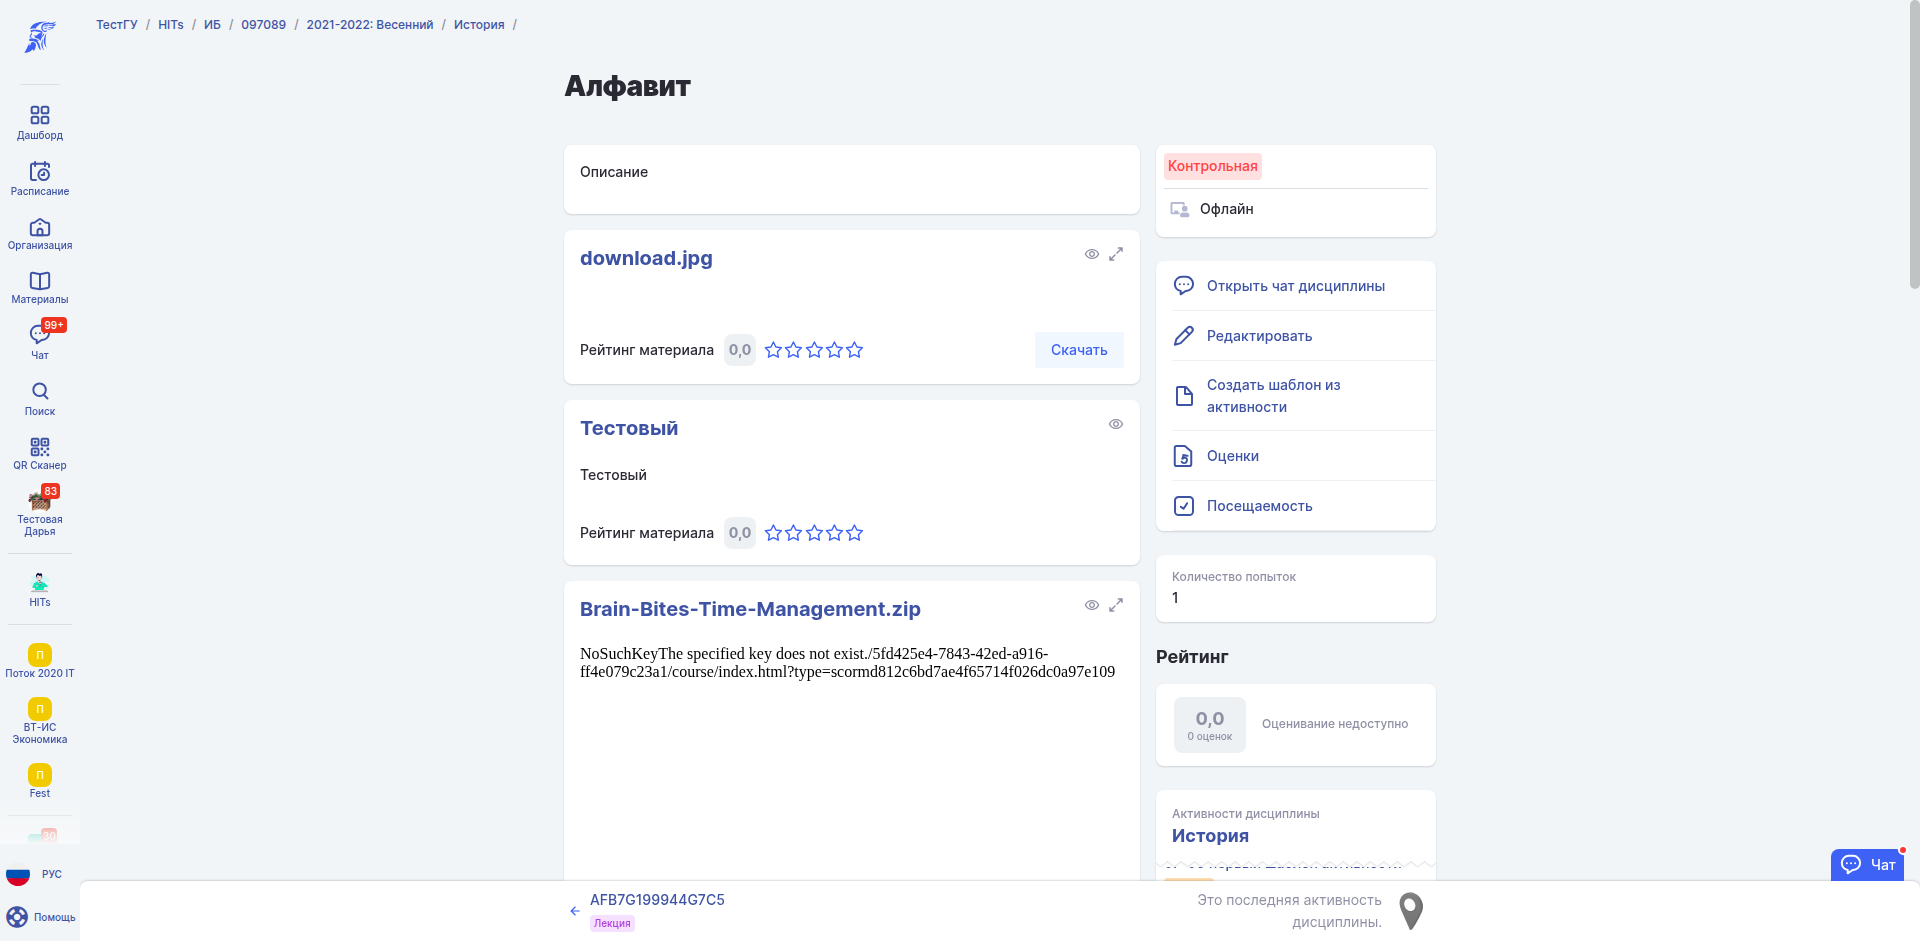 ТестГУ / HITs / ИБ / 097089 / 2021-2022: Весенний / История /
Дашборд
Расписание
Организация
Материалы
99+
Чат
Поиск
QR Сканер
83
Тестовая
Дарья
HITs
П
Поток 2020 IT
П
ВТ-ИС
Экономика
П
Fest
30
РУС
Помощь
Алфавит
Описание
download.jpg
Рейтинг материала 0,0
Скачать
Тестовый
Тестовый
Рейтинг материала 0,0
Brain-Bites-Time-Management.zip
NoSuchKeyThe specified key does not exist./5fd425e4-7843-42ed-a916-
ff4e079c23a1/course/index.html?type=scormd812c6bd7ae4f65714f026dc0a97e109
Контрольная
Офлайн
Открыть чат дисциплины
Редактировать
Создать шаблон из
активности
Оценки
Посещаемость
Количество попыток
1
Рейтинг
0,0
0 оценок
Оценивание недоступно
Активности дисциплины
История
Чат
AFB7G199944G7C5
Лекция
Это последняя активность
дисциплины.